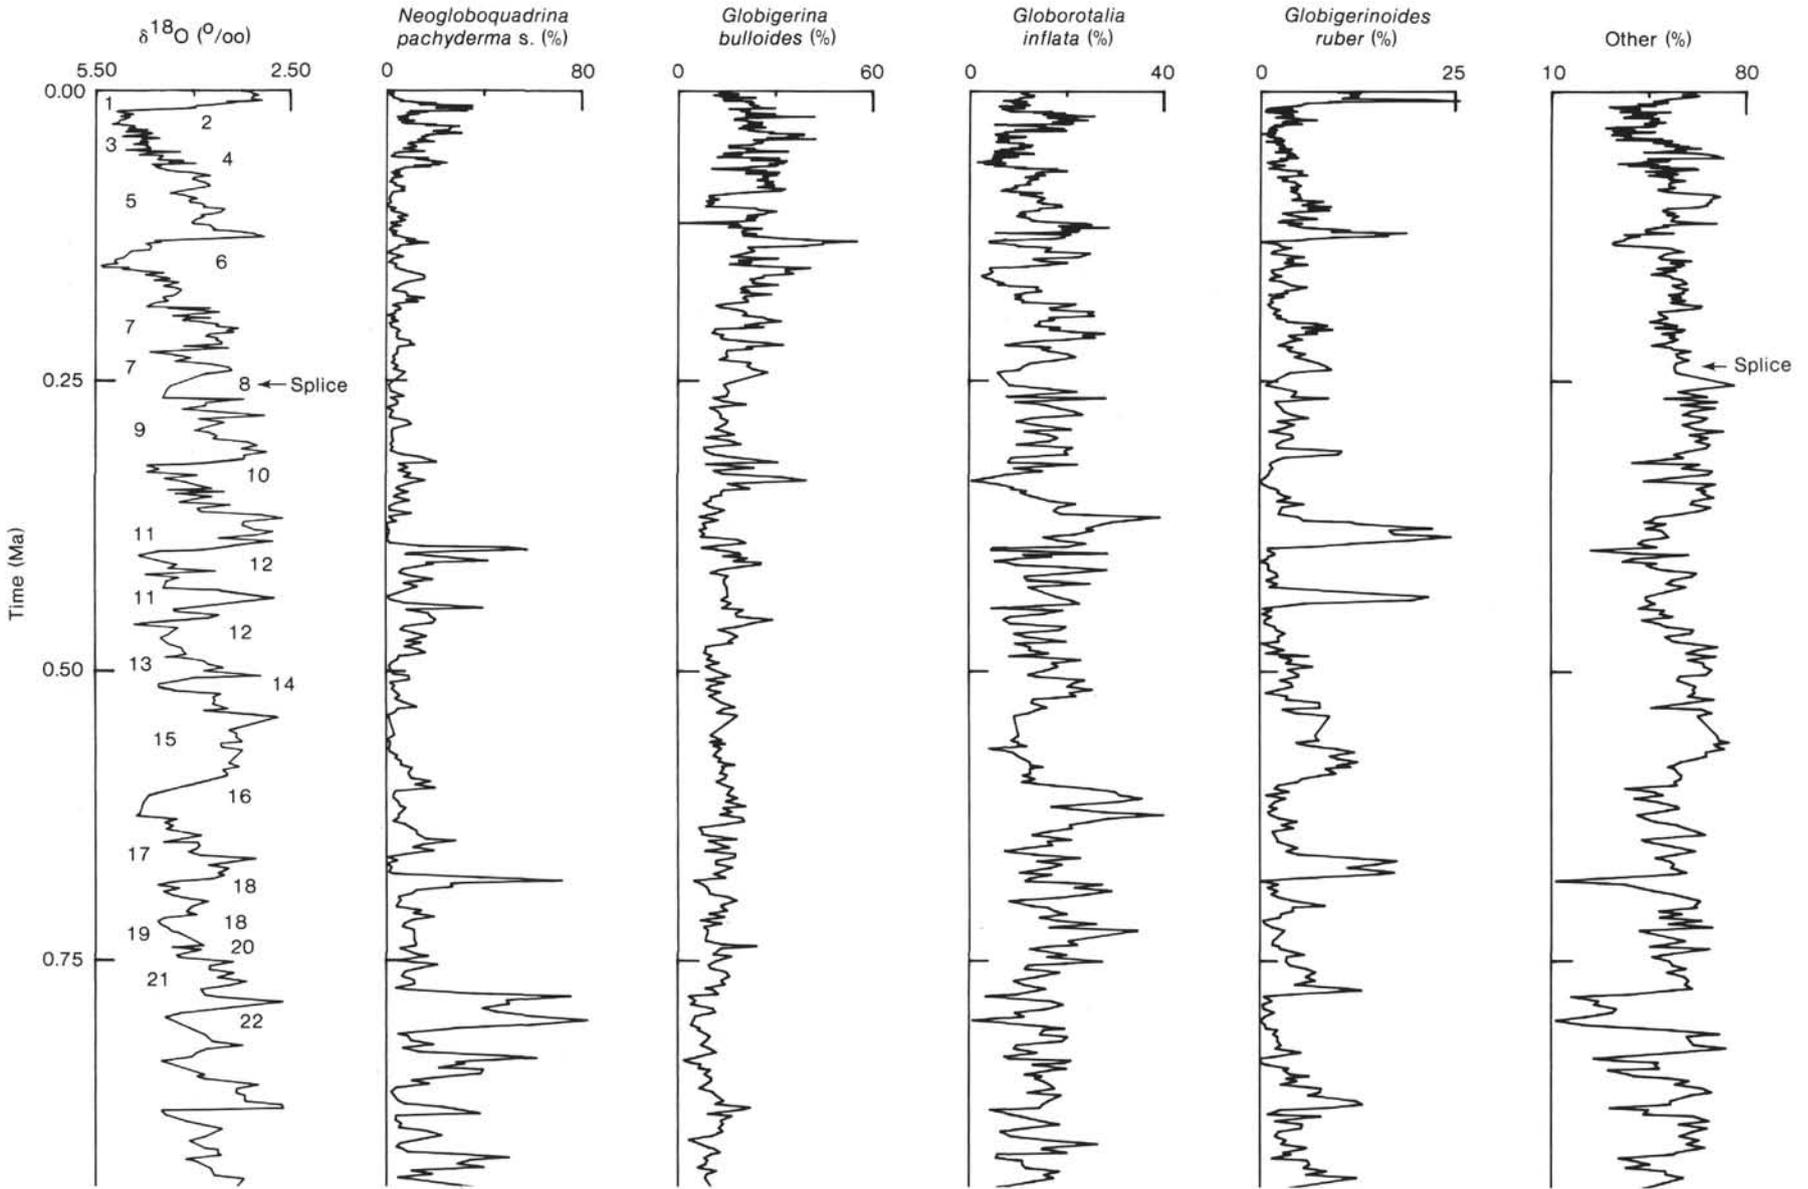 δ18O (o/oo)
Neogloboquadrina
pachyderma s. (%)
Globigerina
bulloides (%)
Globorotalia
inflata (%)
Globigerinoides
ruber (%)
Other (%)
5.50 2.50
0 80
0 60
0 40
0 25
10 80
Time (Ma)
0.00
0.25
0.50
0.75
1
2
3
4
5
6
7
7
8 ← Splice
9
10
11
12
11
12
13
14
15
16
17
18
18
19
20
21
22
← Splice